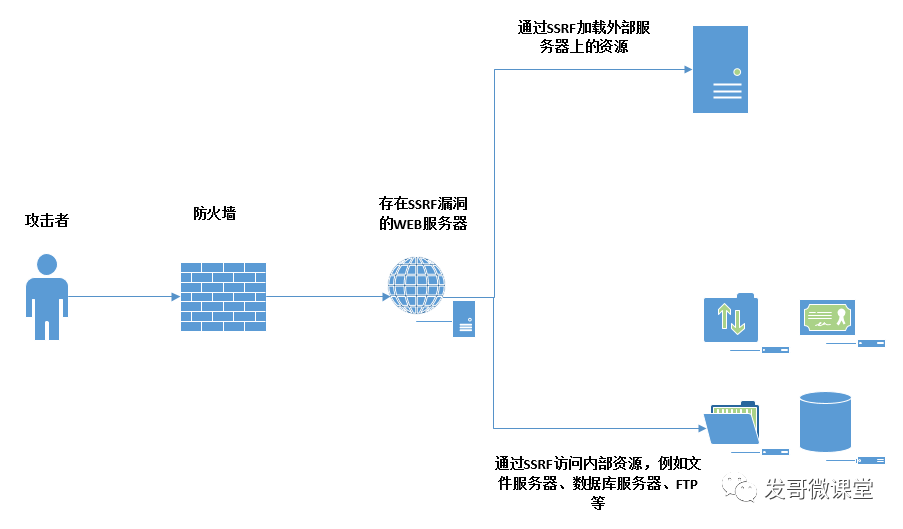 通过SSRF加载外部服
务器上的资源
攻击者
防火墙
存在SSRF漏洞
的WEB服务器
通过SSRF访问内部资源，例如文
件服务器、数据库服务器、FTP
等
发哥微课堂